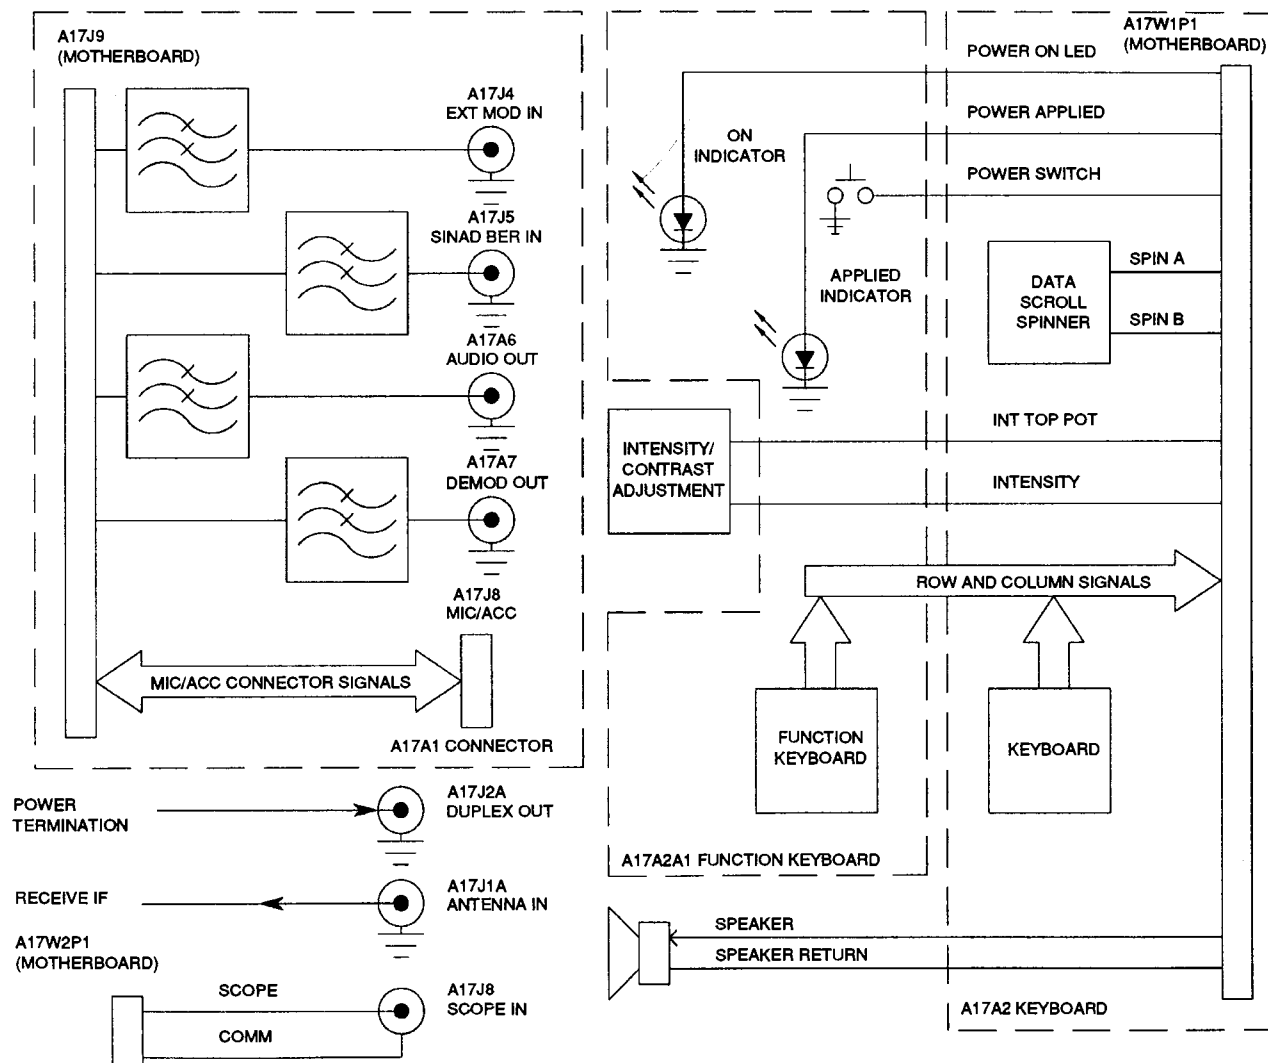 A17J9
(MOTHERBOARD)
A17J4
EXT MOD IN
A17J5
SINAD BER IN
A17A6
AUDIO OUT
A17A7
DEMOD OUT
A17J8
MIC/ACC
MIC/ACC CONNECTOR SIGNALS
A17A1 CONNECTOR
POWER
TERMINATION
A17J2A
DUPLEX OUT
RECEIVE IF
A17J1A
ANTENNA IN
A17W2P1
(MOTHERBOARD)
SCOPE
COMM
A17J8
SCOPE IN
ON
INDICATOR
APPLIED
INDICATOR
INTENSITY/
CONTRAST
ADJUSTMENT
FUNCTION
KEYBOARD
A17A2A1 FUNCTION KEYBOARD
SPEAKER
SPEAKER RETURN
A17W1P1
(MOTHERBOARD)
POWER ON LED
POWER APPLIED
POWER SWITCH
DATA
SCROLL
SPINNER
SPIN A
SPIN B
INT TOP POT
INTENSITY
ROW AND COLUMN SIGNALS
KEYBOARD
A17A2 KEYBOARD